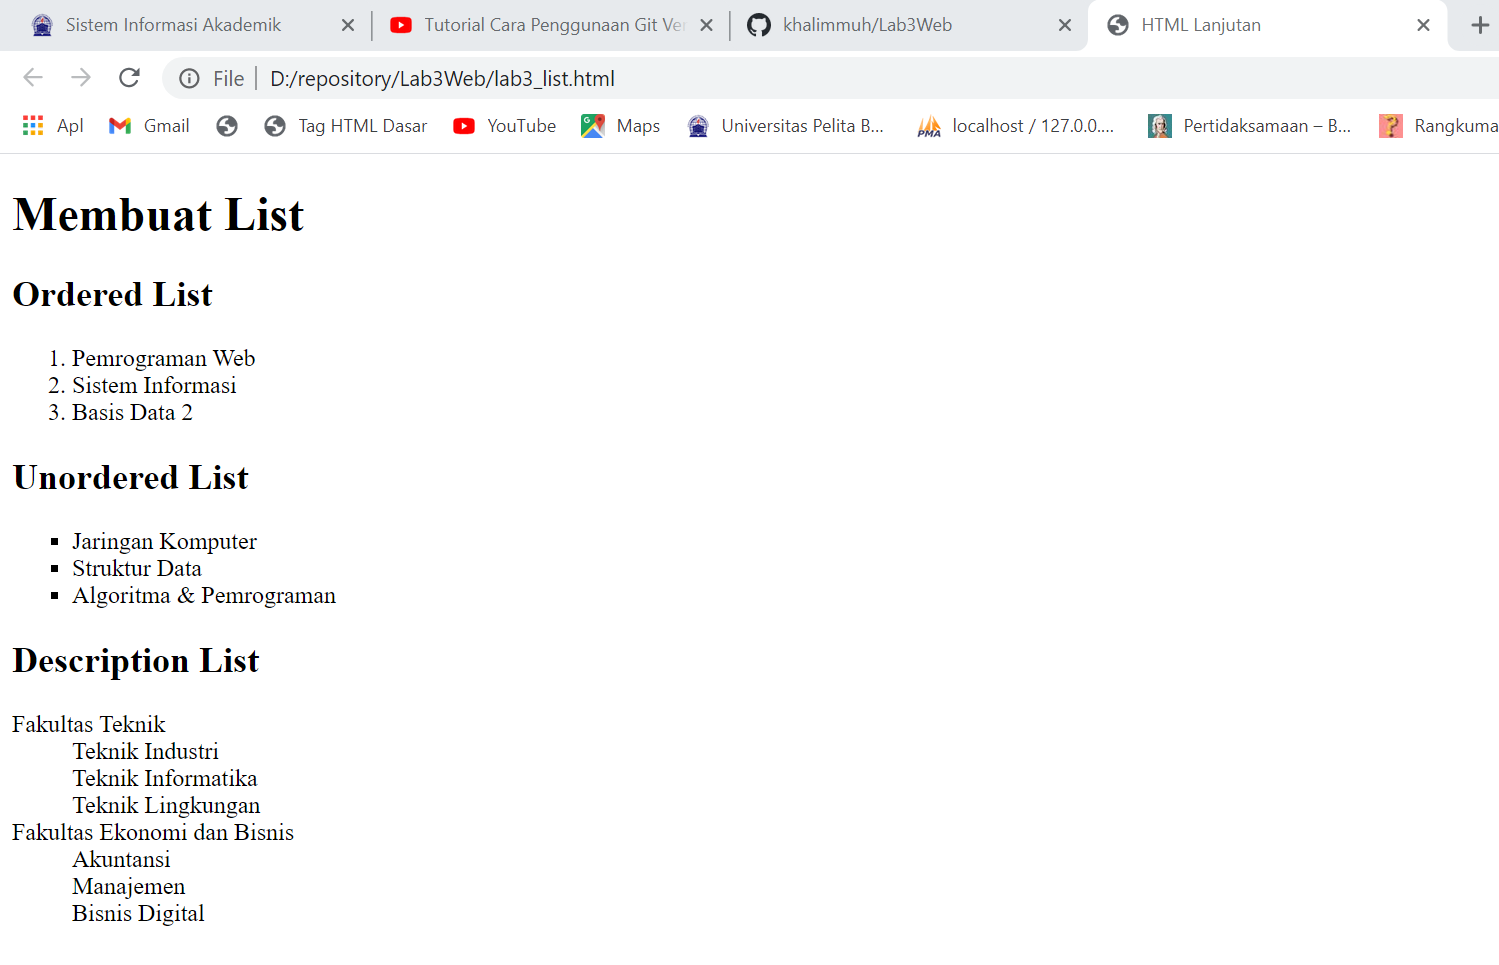 Sistem Informasi Akademik
Tutorial Cara Penggunaan Git Ver
khalimmuh/Lab3Web
HTML Lanjutan
File D:/repository/Lab3Web/lab3_list.html
Apl Gmail Tag HTML Dasar YouTube Maps Universitas Pelita B... PMA localhost / 127.0.0.... Pertidaksamaan – B... Rangkuma
Membuat List
Ordered List
1. Pemrograman Web
2. Sistem Informasi
3. Basis Data 2
Unordered List
▪ Jaringan Komputer
▪ Struktur Data
▪ Algoritma & Pemrograman
Description List
Fakultas Teknik
Teknik Industri
Teknik Informatika
Teknik Lingkungan
Fakultas Ekonomi dan Bisnis
Akuntansi
Manajemen
Bisnis Digital